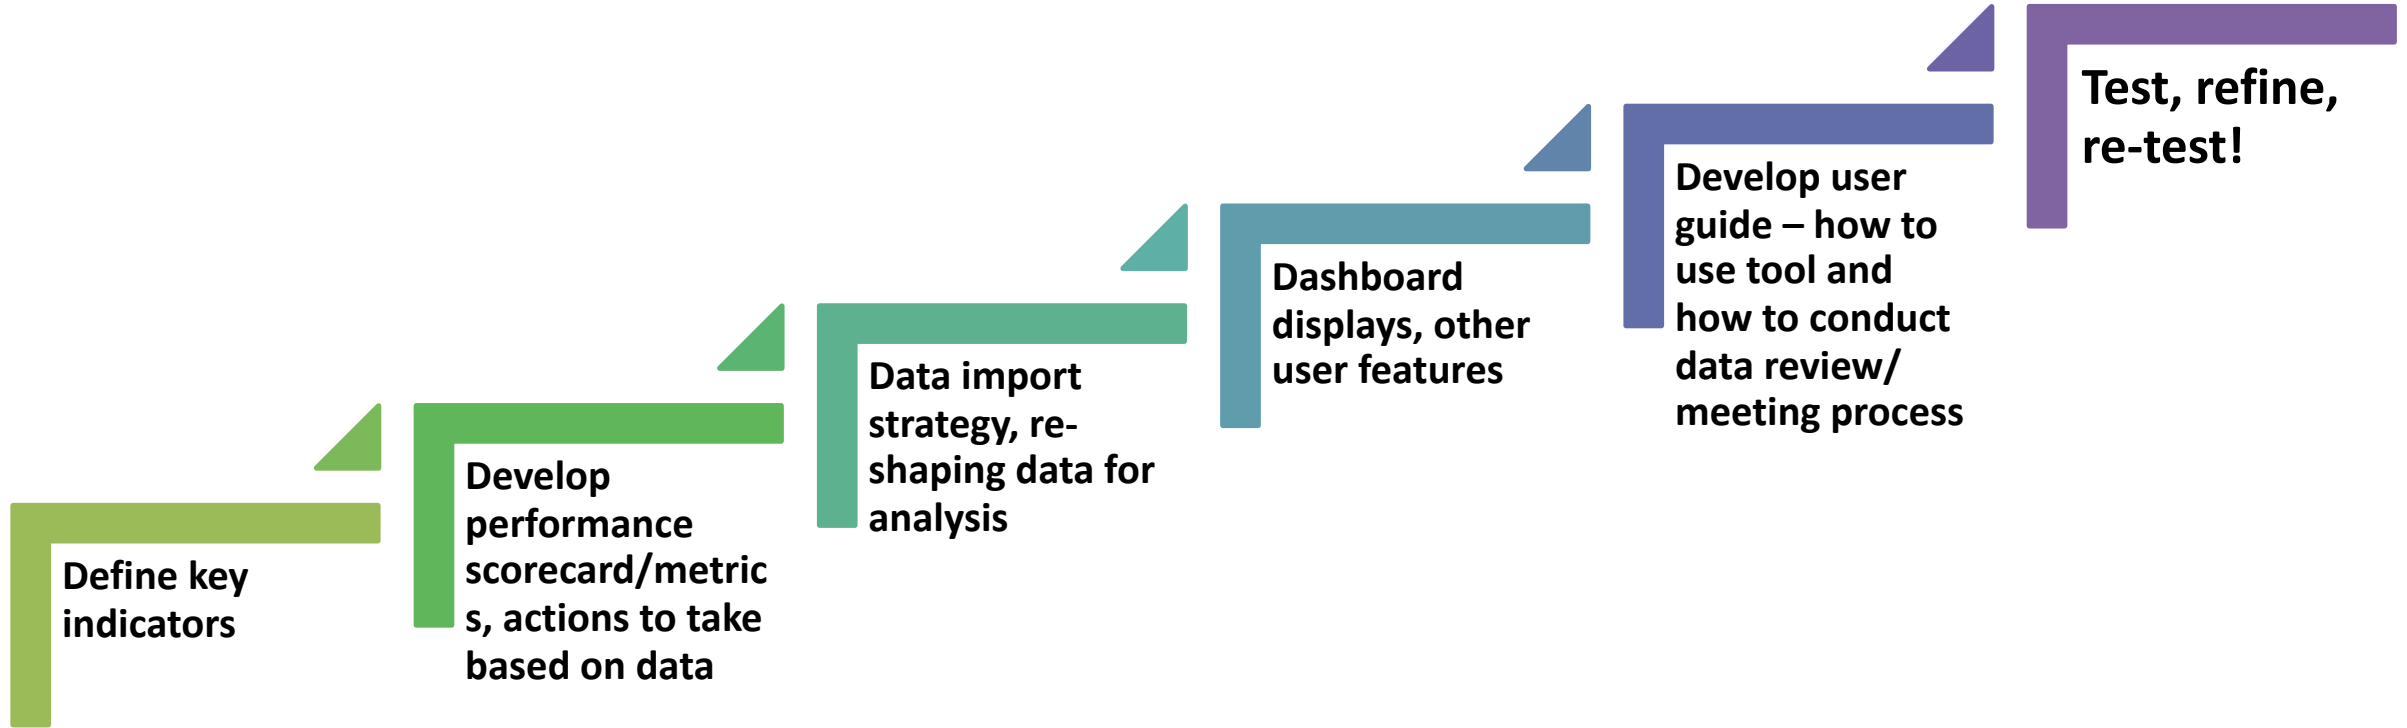 Define key
indicators
Develop
performance
scorecard/metric
s, actions to take
based on data
Data import
strategy, re-
shaping data for
analysis
Dashboard
displays, other
user features
Develop user
guide – how to
use tool and
how to conduct
data review/
meeting process
Test, refine,
re-test!